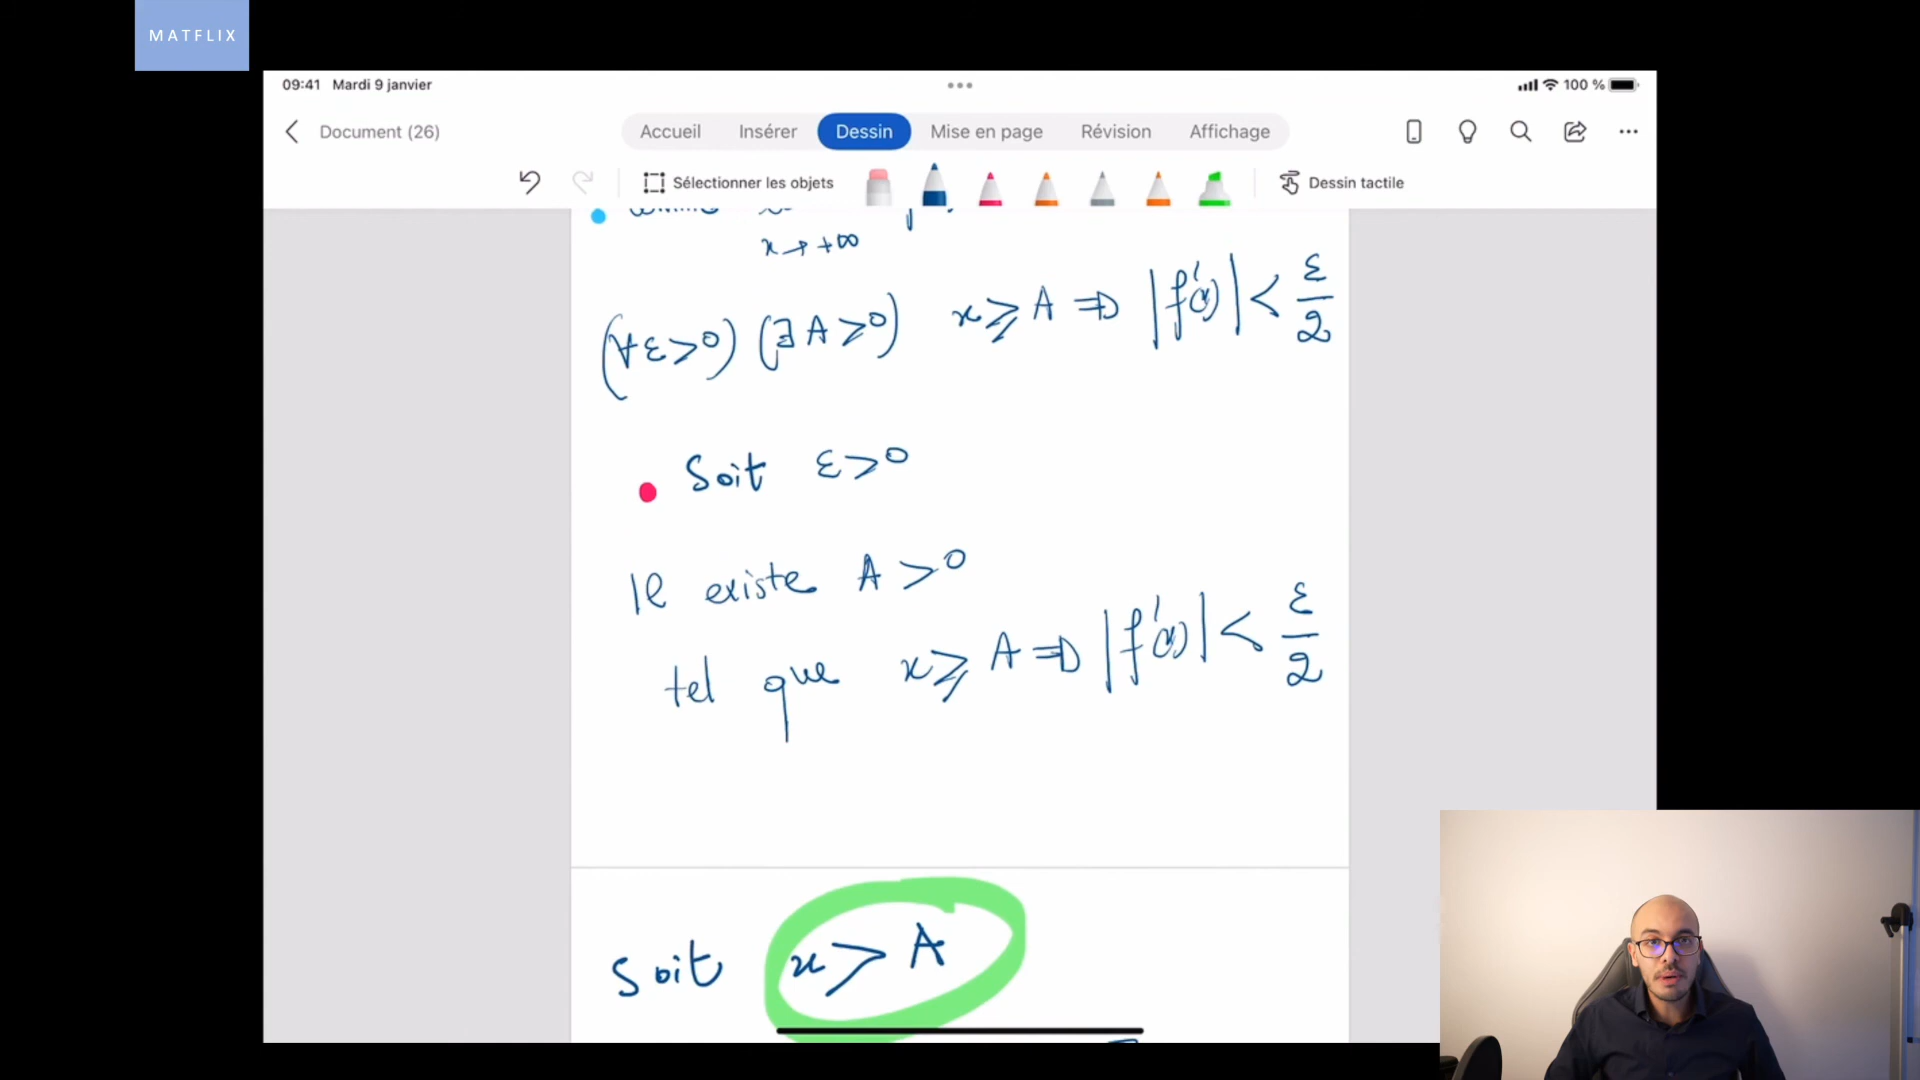 MATFLIX
09:41 Mardi 9 janvier
100 %
Document (26)
Accueil Insérer Dessin Mise en page Révision Affichage
Sélectionner les objets
Dessin tactile
x → +∞
(∀ε>0) (∃A≥0) x ≥ A ⇒ |f'(x)| < ε/2
Soit ε>0
Il existe A>0
tel que x ≥ A ⇒ |f'(x)| < ε/2
Soit x > A